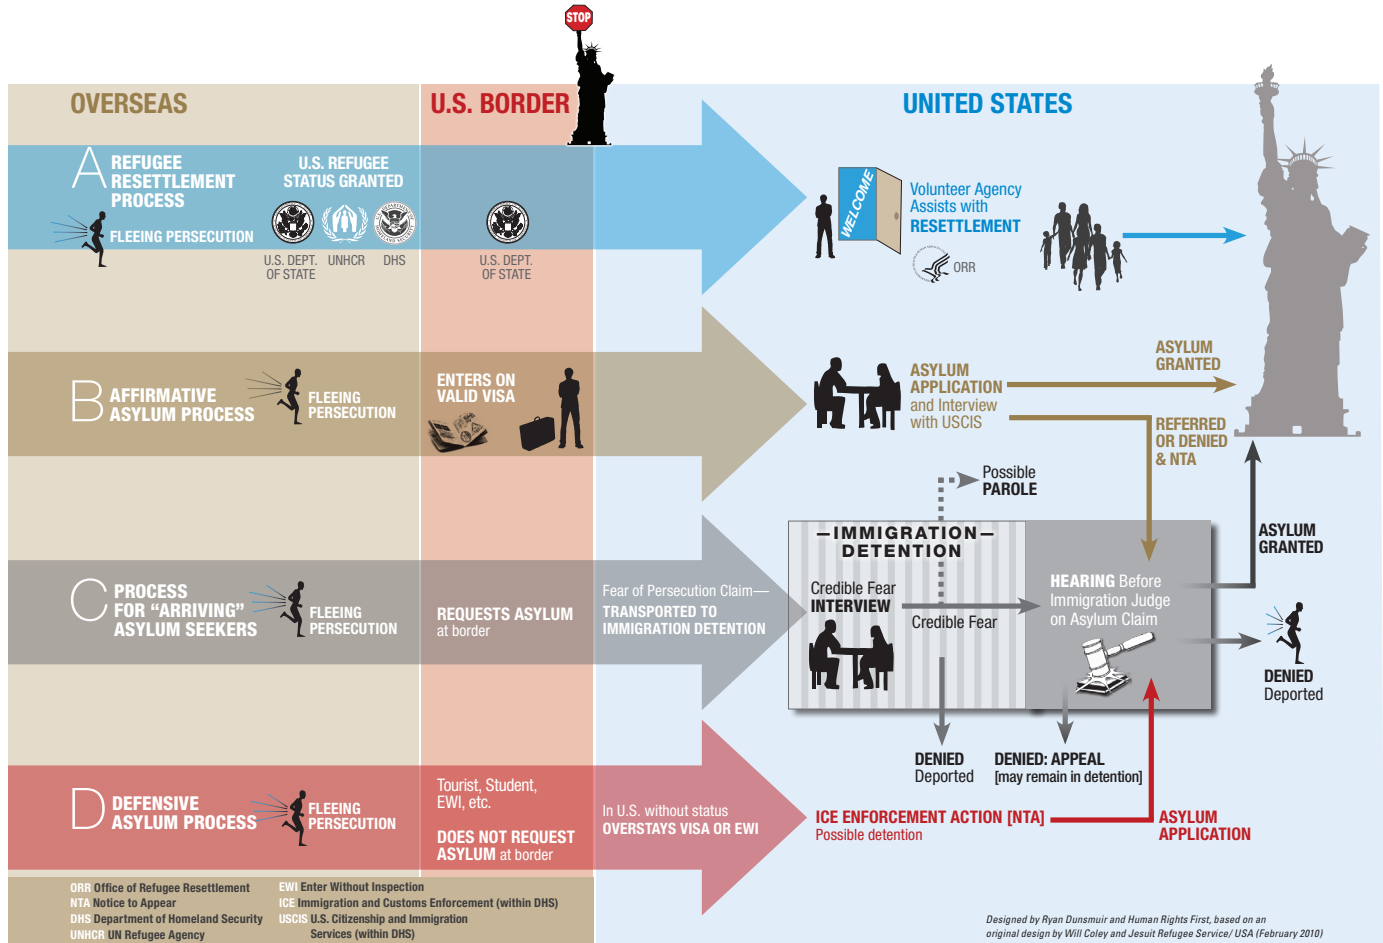 STOP
OVERSEAS
U.S. BORDER
UNITED STATES
A
REFUGEE
RESETTLEMENT
PROCESS
FLEEING PERSECUTION
U.S. REFUGEE
STATUS GRANTED
U.S. DEPT.
OF STATE
UNHCR
DHS
U.S. DEPT.
OF STATE
WELCOME
Volunteer Agency
Assists with
RESETTLEMENT
ORR
B
AFFIRMATIVE
ASYLUM PROCESS
FLEEING
PERSECUTION
ENTERS ON
VALID VISA
ASYLUM
APPLICATION
and Interview
with USCIS
ASYLUM
GRANTED
REFERRED
OR DENIED
& NTA
Possible
PAROLE
C
PROCESS
FOR “ARRIVING”
ASYLUM SEEKERS
FLEEING
PERSECUTION
REQUESTS ASYLUM
at border
Fear of Persecution Claim—
TRANSPORTED TO
IMMIGRATION DETENTION
—IMMIGRATION—
DETENTION
Credible Fear
INTERVIEW
Credible Fear
HEARING Before
Immigration Judge
on Asylum Claim
ASYLUM
GRANTED
DENIED
Deported
DENIED
Deported
DENIED: APPEAL
[may remain in detention]
D
DEFENSIVE
ASYLUM PROCESS
FLEEING
PERSECUTION
Tourist, Student,
EWI, etc.
DOES NOT REQUEST
ASYLUM at border
In U.S. without status
OVERSTAYS VISA OR EWI
ICE ENFORCEMENT ACTION [NTA]
Possible detention
ASYLUM
APPLICATION
ORR Office of Refugee Resettlement
NTA Notice to Appear
DHS Department of Homeland Security
UNHCR UN Refugee Agency
EWI Enter Without Inspection
ICE Immigration and Customs Enforcement (within DHS)
USCIS U.S. Citizenship and Immigration
Services (within DHS)
Designed by Ryan Dunsmuir and Human Rights First, based on an
original design by Will Coley and Jesuit Refugee Service/ USA (February 2010)